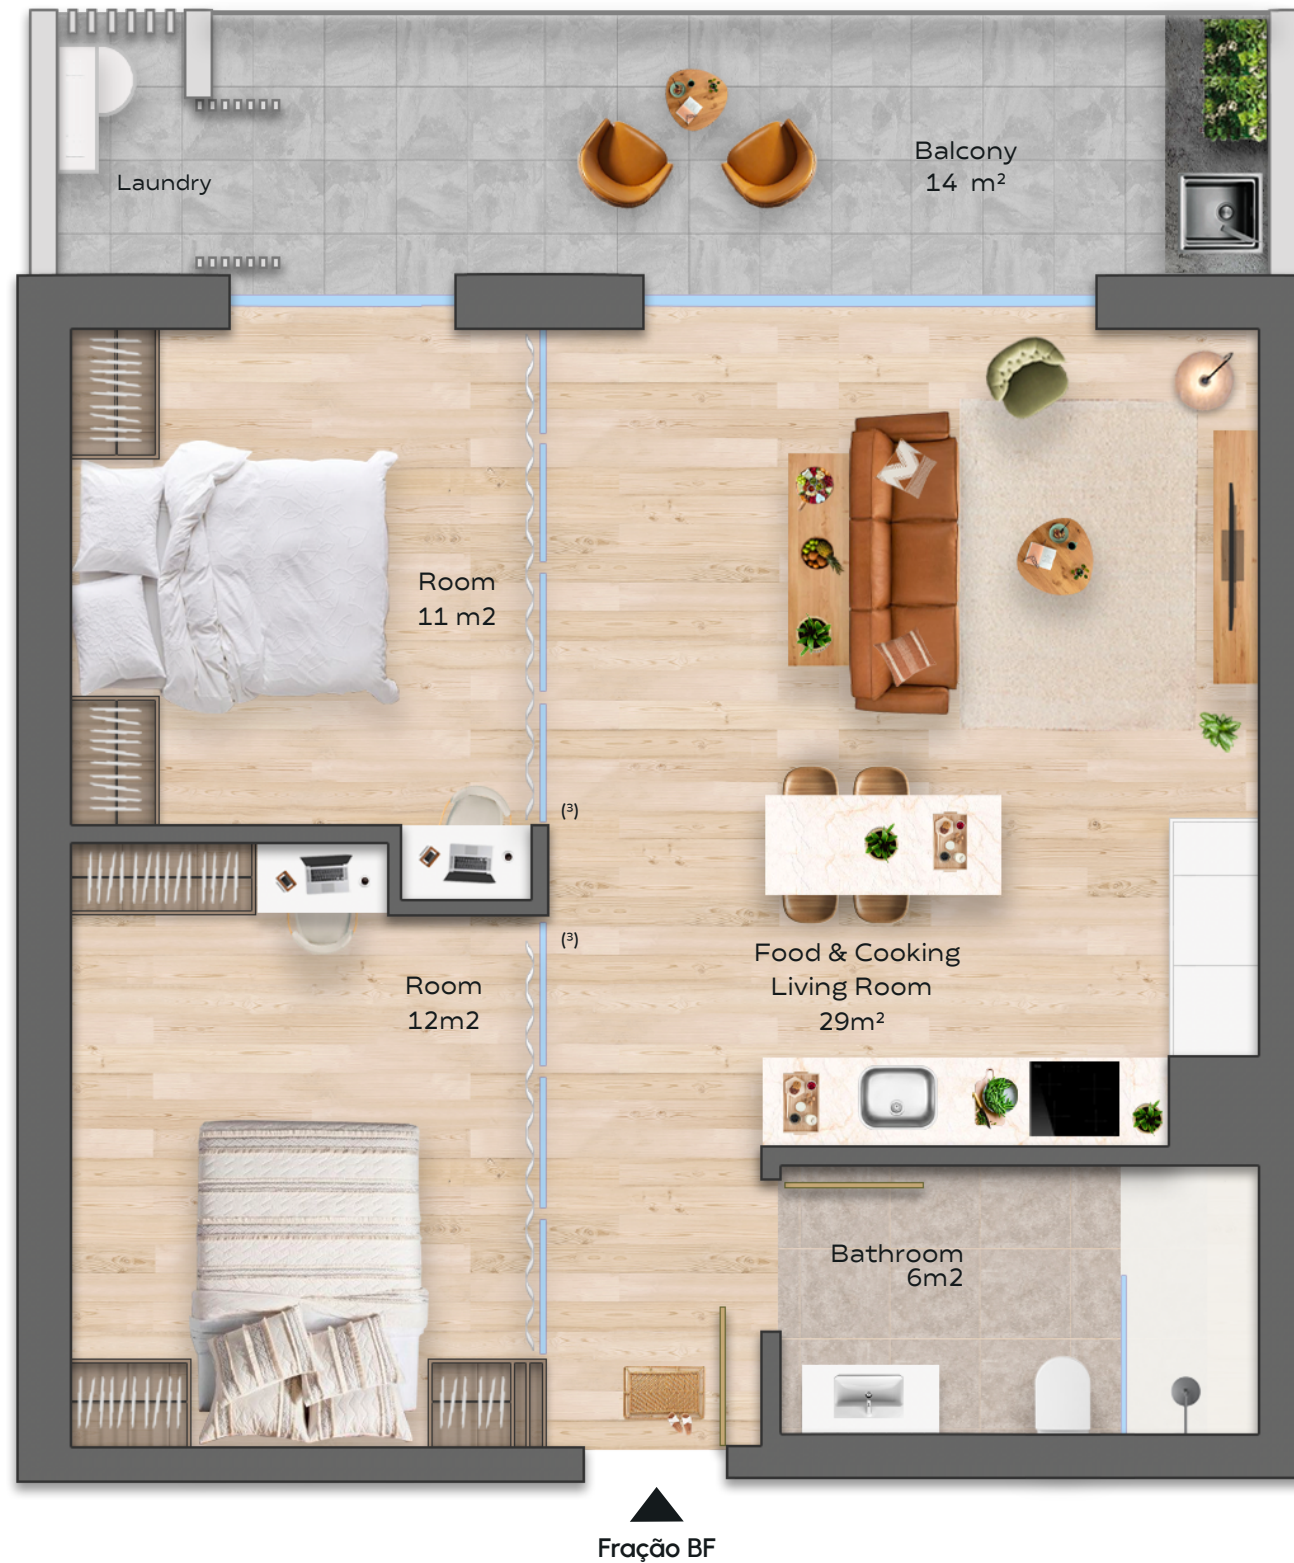 Laundry
Balcony
14 m²
Room
11 m2
(3)
(3)
Room
12m2
Food & Cooking
Living Room
29m²
Bathroom
6m2
Fração BF